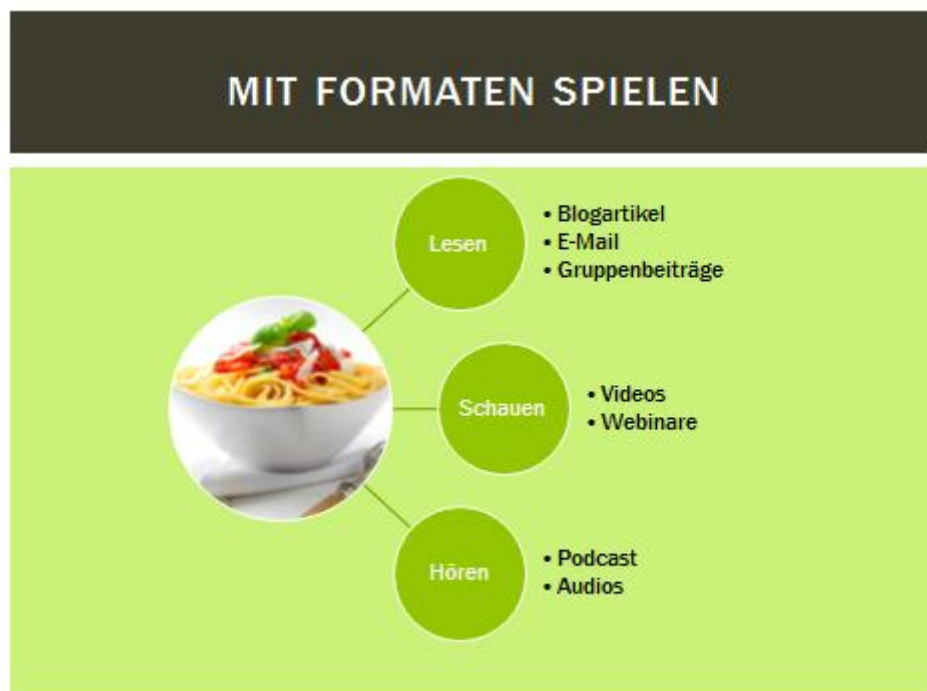 MIT FORMATEN SPIELEN
Lesen
• Blogartikel
• E-Mail
• Gruppenbeiträge
Schauen
• Videos
• Webinare
Hören
• Podcast
• Audios